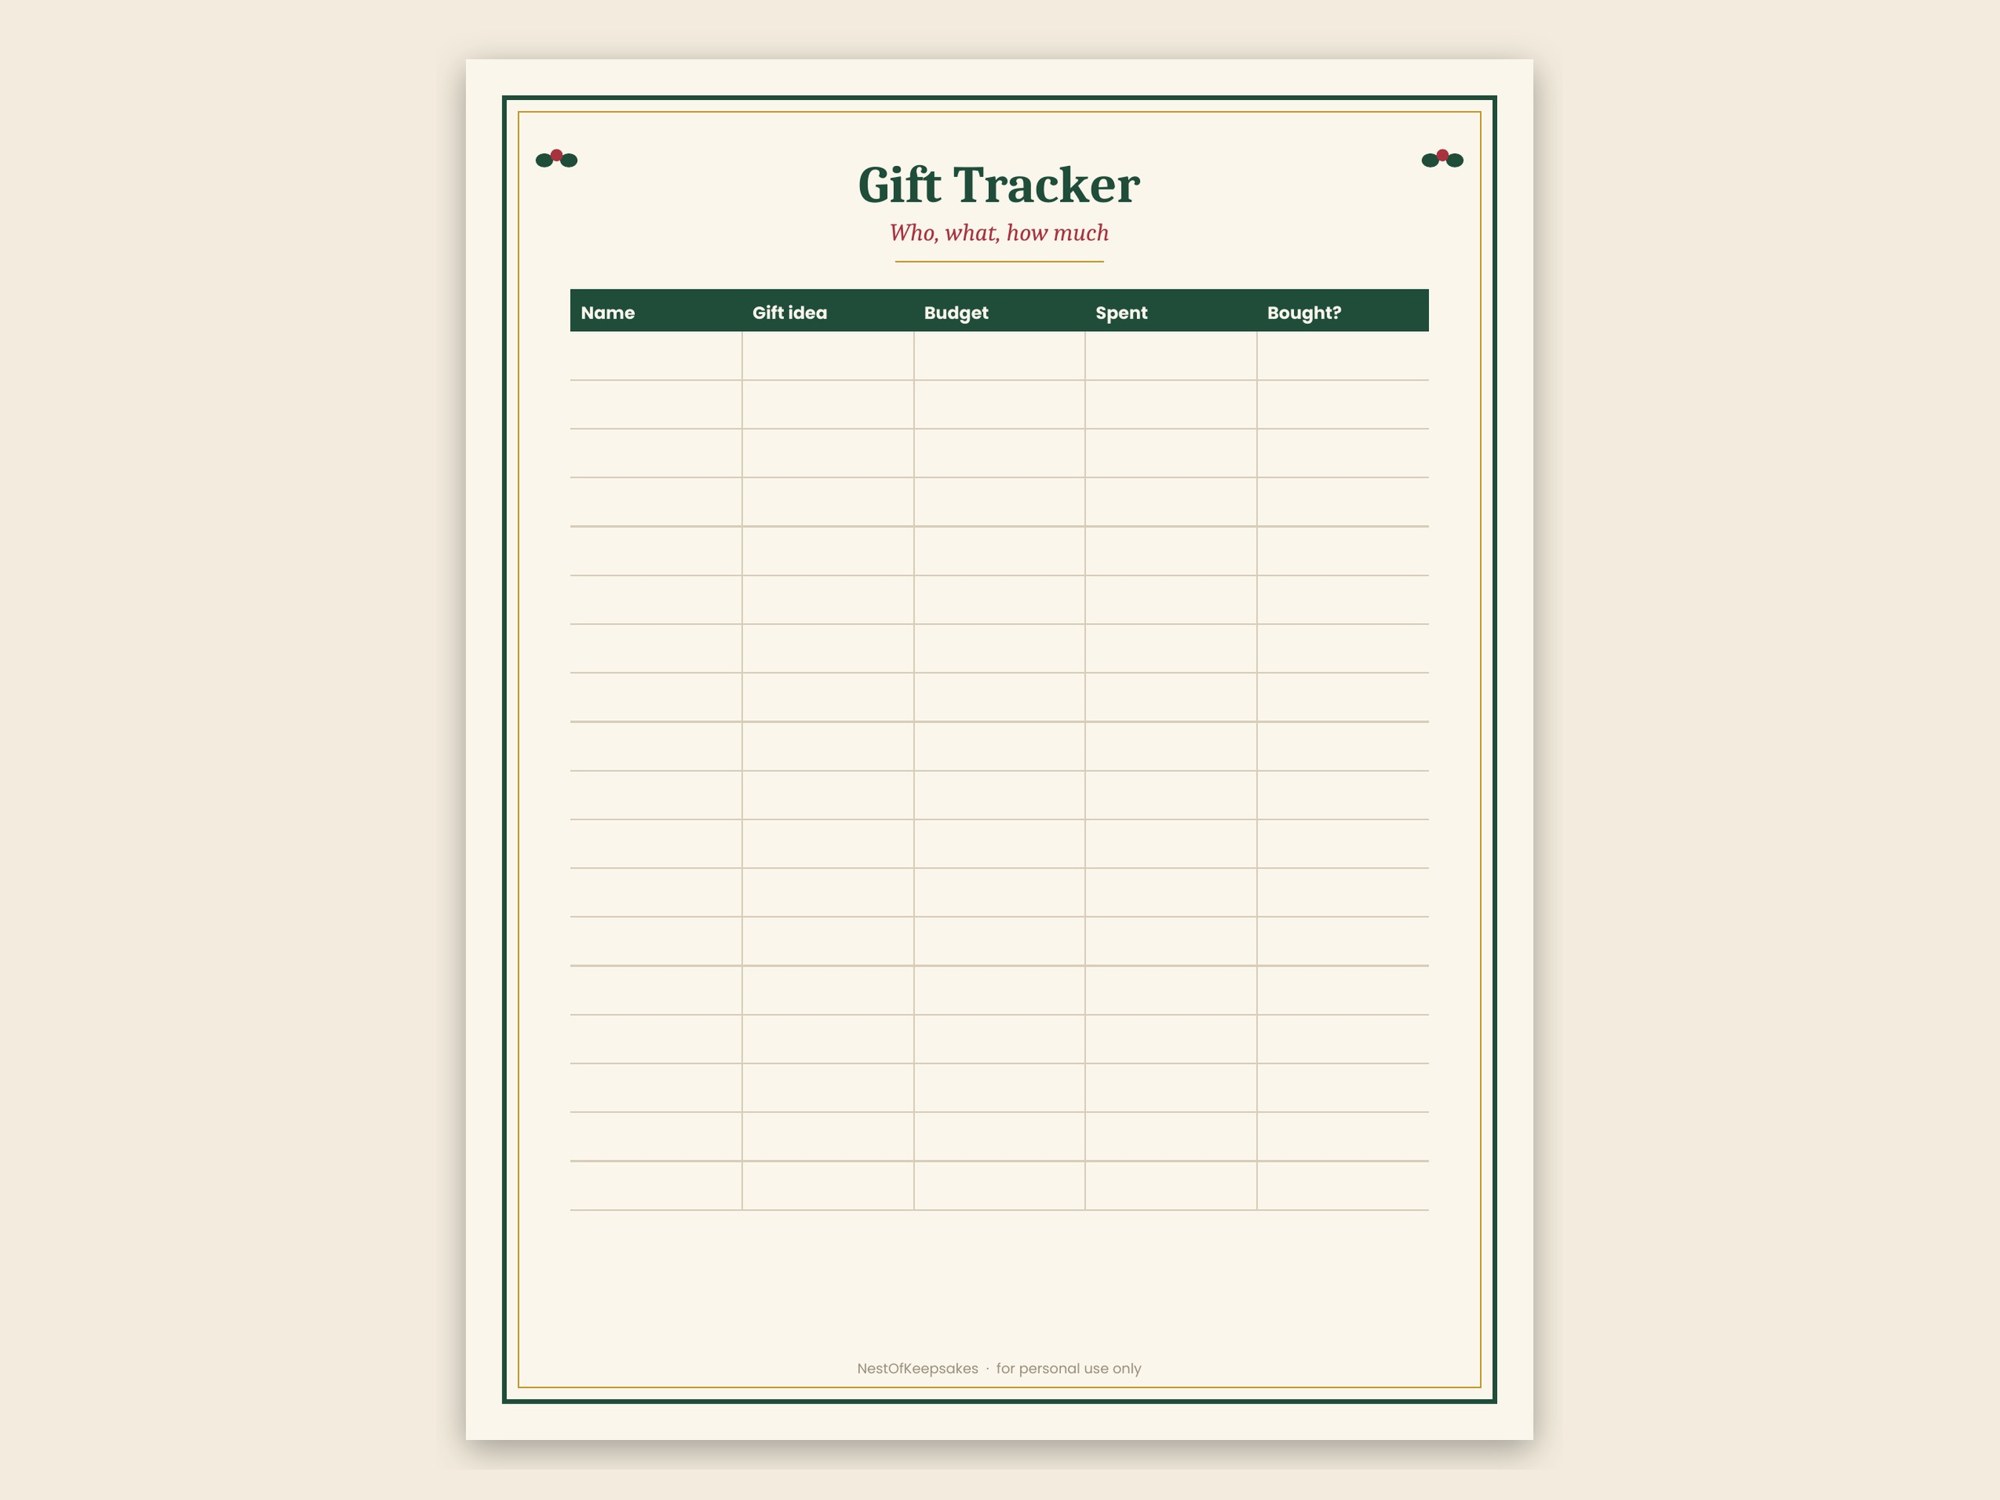 Gift Tracker
Who, what, how much
Name Gift idea Budget Spent Bought?
NestOfKeepsakes · for personal use only